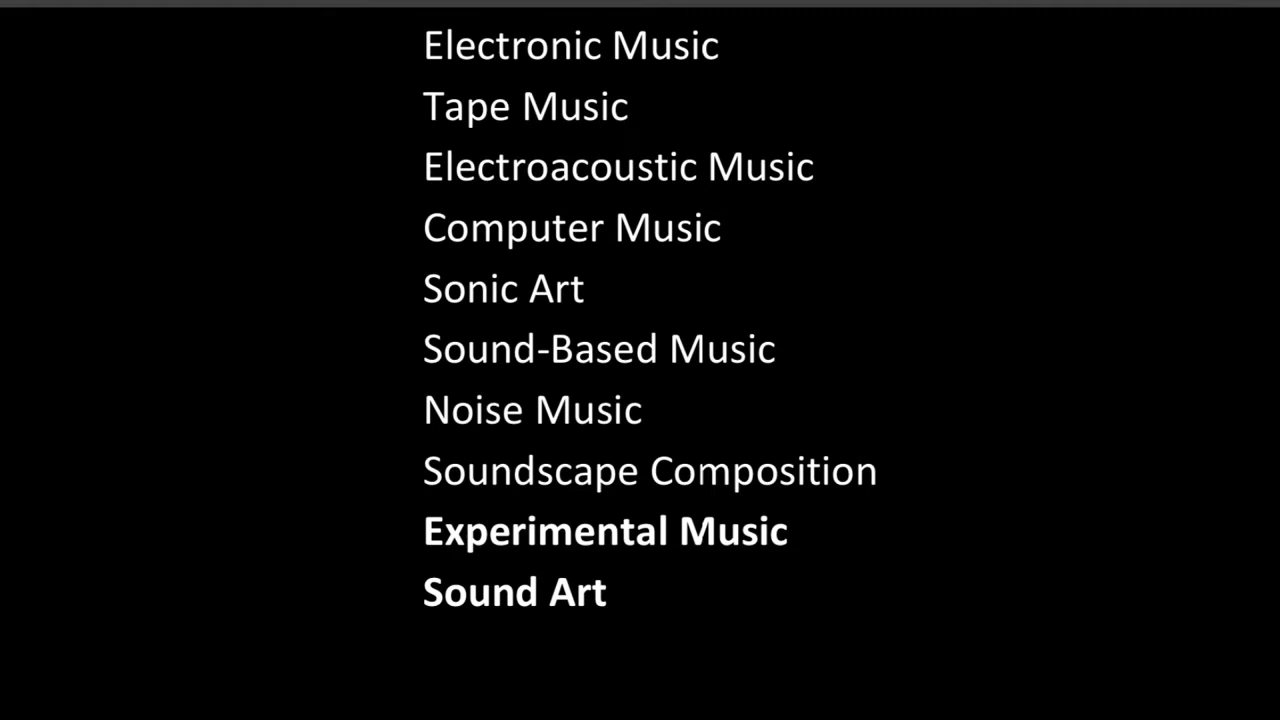 Electronic Music
Tape Music
Electroacoustic Music
Computer Music
Sonic Art
Sound-Based Music
Noise Music
Soundscape Composition
Experimental Music
Sound Art